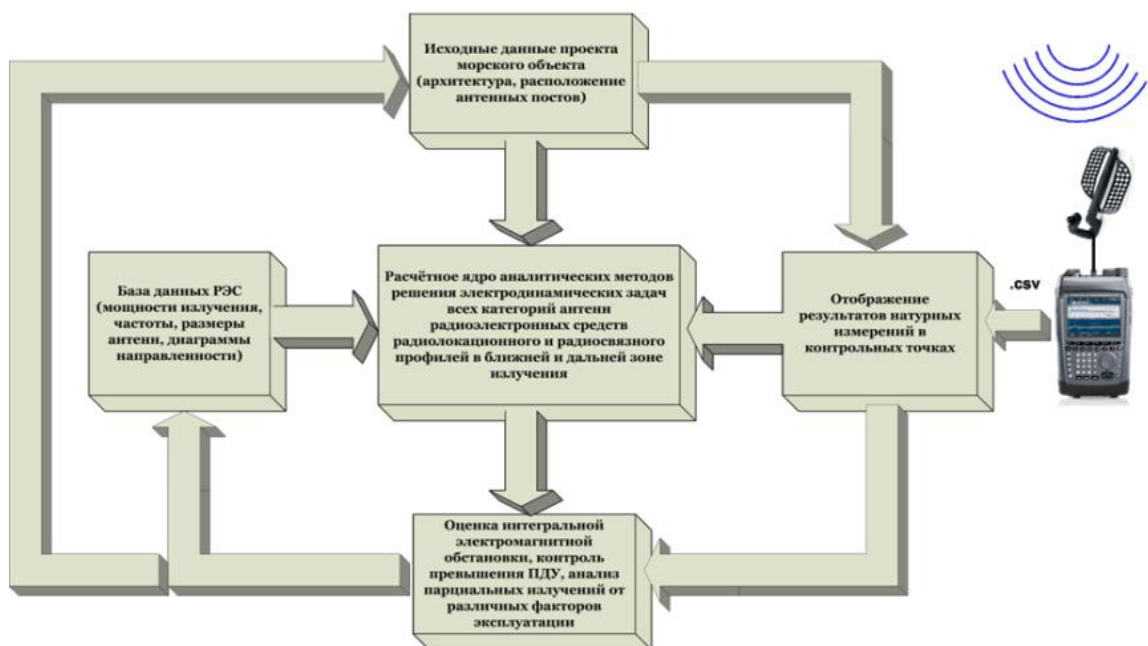 Исходные данные проекта
морского объекта
(архитектура, расположение
антенных постов)
База данных РЭС
(мощности излучения,
частоты, размеры
антенн, диаграммы
направленности)
Расчётное ядро аналитических методов
решения электродинамических задач
всех категорий антенн
радиоэлектронных средств
радиолокационного и радиосвязного
профилей в ближней и дальней зоне
излучения
Отображение
результатов натурных
измерений в
контрольных точках
.csv
Оценка интегральной
электромагнитной
обстановки, контроль
превышения ПДУ, анализ
парциальных излучений от
различных факторов
эксплуатации